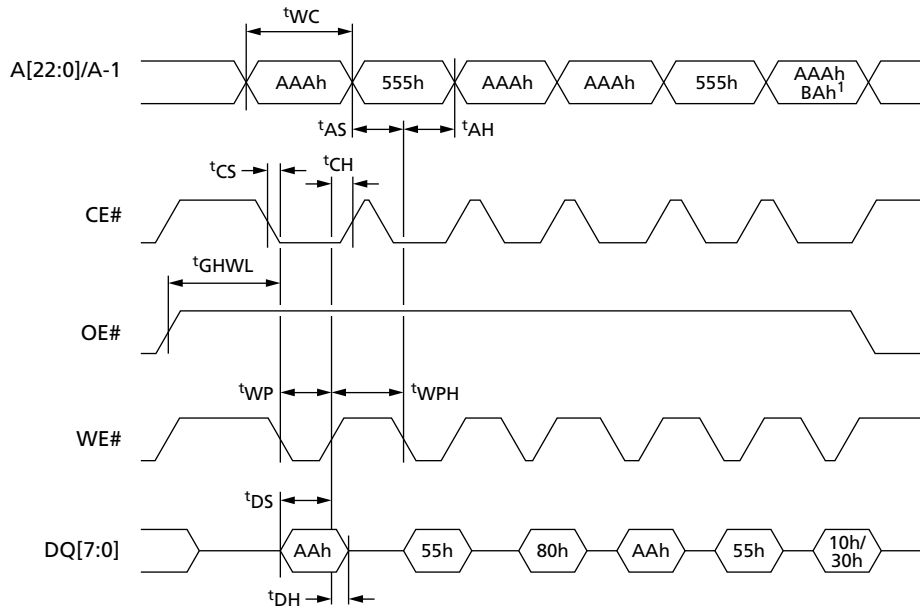 tWC
A[22:0]/A-1
AAAh
555h
AAAh
AAAh
555h
AAAh
BAh1
tAS
tAH
tCS
tCH
CE#
tGHWL
OE#
tWP
tWPH
WE#
tDS
DQ[7:0]
AAh
55h
80h
AAh
55h
10h/
30h
tDH